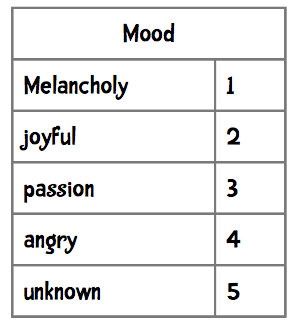 Mood
Melancholy 1
joyful 2
passion 3
angry 4
unknown 5